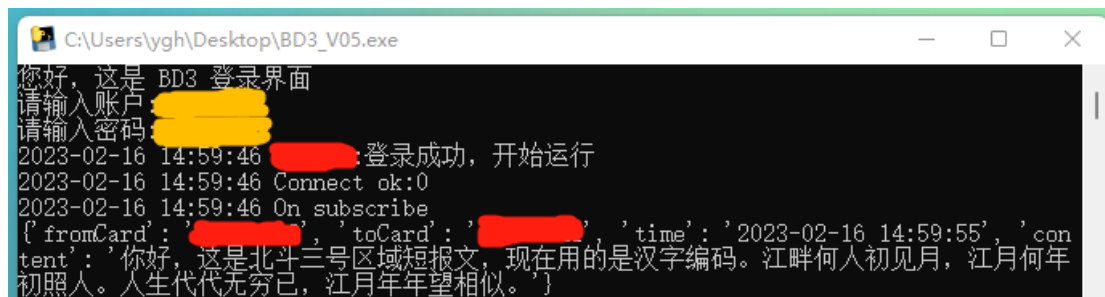 C:\Users\ygh\Desktop\BD3_V05.exe
您好，这是 BD3 登录界面
请输入账户:
请输入密码:
2023-02-16 14:59:46 :登录成功，开始运行
2023-02-16 14:59:46 Connect ok:0
2023-02-16 14:59:46 On subscribe
{'fromCard': '', 'toCard': '', 'time': '2023-02-16 14:59:55', 'con
tent': '你好，这是北斗三号区域短报文，现在用的是汉字编码。江畔何人初见月，江月何年
初照人。人生代代无穷已，江月年年望相似。'}